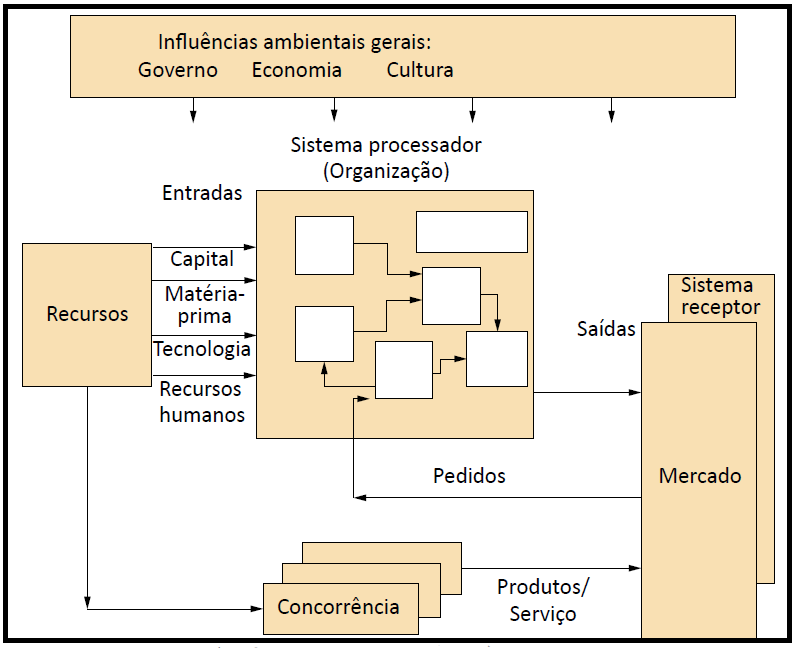 Influências ambientais gerais:
Governo Economia Cultura
Sistema processador
(Organização)
Entradas
Recursos
Capital
Matéria-
prima
Tecnologia
Recursos
humanos
Sistema
receptor
Saídas
Mercado
Pedidos
Concorrência
Produtos/
Serviço